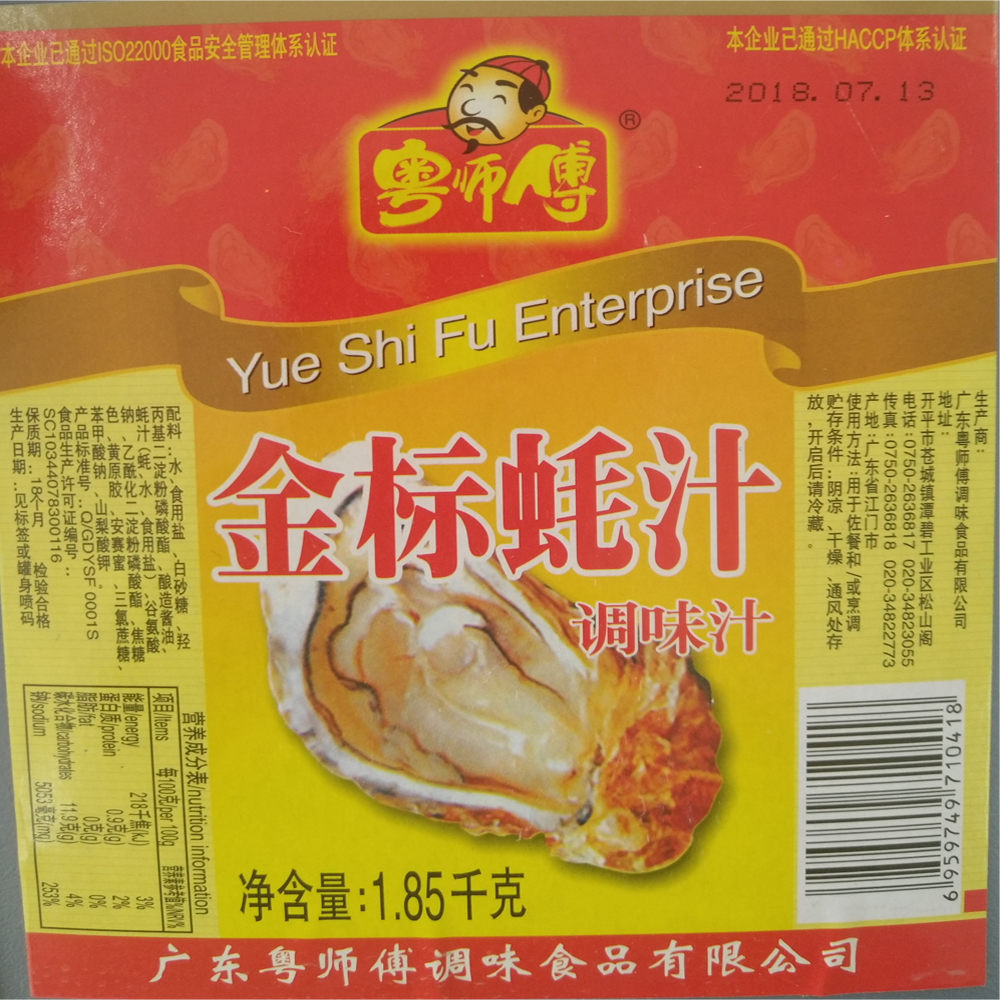 本企业已通过ISO22000食品安全管理体系认证
本企业已通过HACCP体系认证
2018.07.13
®
粤师傅
Yue Shi Fu Enterprise
金标蚝汁
调味汁
配料：水、食用盐、白砂糖、羟
丙基二淀粉磷酸酯、酿造酱油、
蚝汁（蚝、水、食用盐）、谷氨酸
钠、乙酰化二淀粉磷酸酯、焦糖
色、黄原胶、安赛蜜、三氯蔗糖、
苯甲酸钠、山梨酸钾。
产品标准号：Q/GDYSF 0001S
食品生产许可证编号：
SC10344078300116
保质期：18个月 检验合格
生产日期：见标签或罐身喷码
生产商：
广东粤师傅调味食品有限公司
地址：
开平市苍城镇潭碧工业区松山阁
电话：0750-2636817 020-34823055
传真：0750-2636818 020-34822773
产地：广东省江门市
使用方法：用于佐餐和/或烹调
贮存条件：阴凉、干燥、通风处存
放，开启后请冷藏。
营养成分表/nutrition information
项目/Items 每100克/per 100g 营养素参考值%/NRV%
能量/energy 218千焦(kJ) 3%
蛋白质/protein 0.9克(g) 2%
脂肪/fat 0克(g) 0%
碳水化合物/carbohydrates 11.9克(g) 4%
钠/sodium 5053毫克(mg) 253%
6959749710418
净含量:1.85千克
广东粤师傅调味食品有限公司